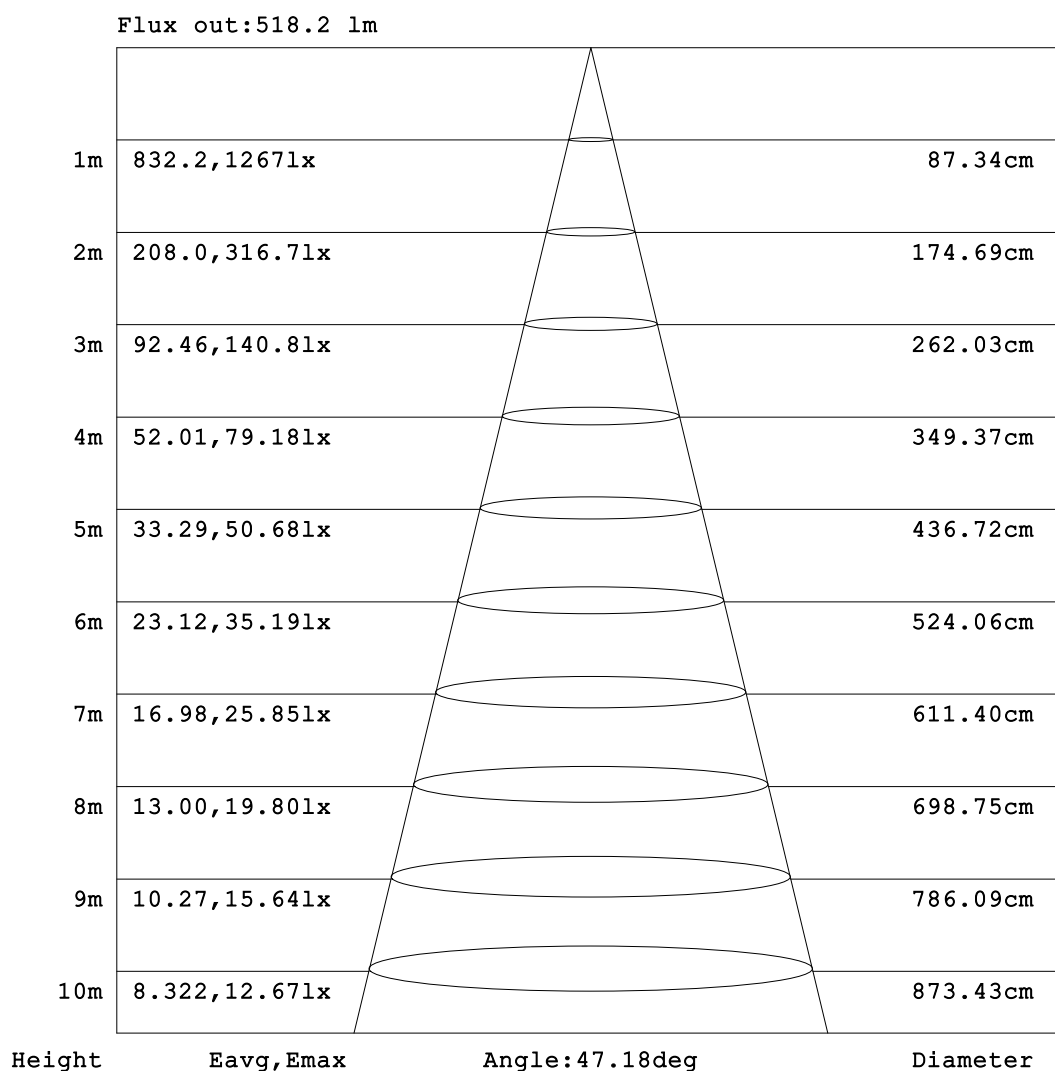 Flux out:518.2 lm
1m 832.2,1267lx 87.34cm
2m 208.0,316.7lx 174.69cm
3m 92.46,140.8lx 262.03cm
4m 52.01,79.18lx 349.37cm
5m 33.29,50.68lx 436.72cm
6m 23.12,35.19lx 524.06cm
7m 16.98,25.85lx 611.40cm
8m 13.00,19.80lx 698.75cm
9m 10.27,15.64lx 786.09cm
10m 8.322,12.67lx 873.43cm
Height Eavg,Emax Angle:47.18deg Diameter